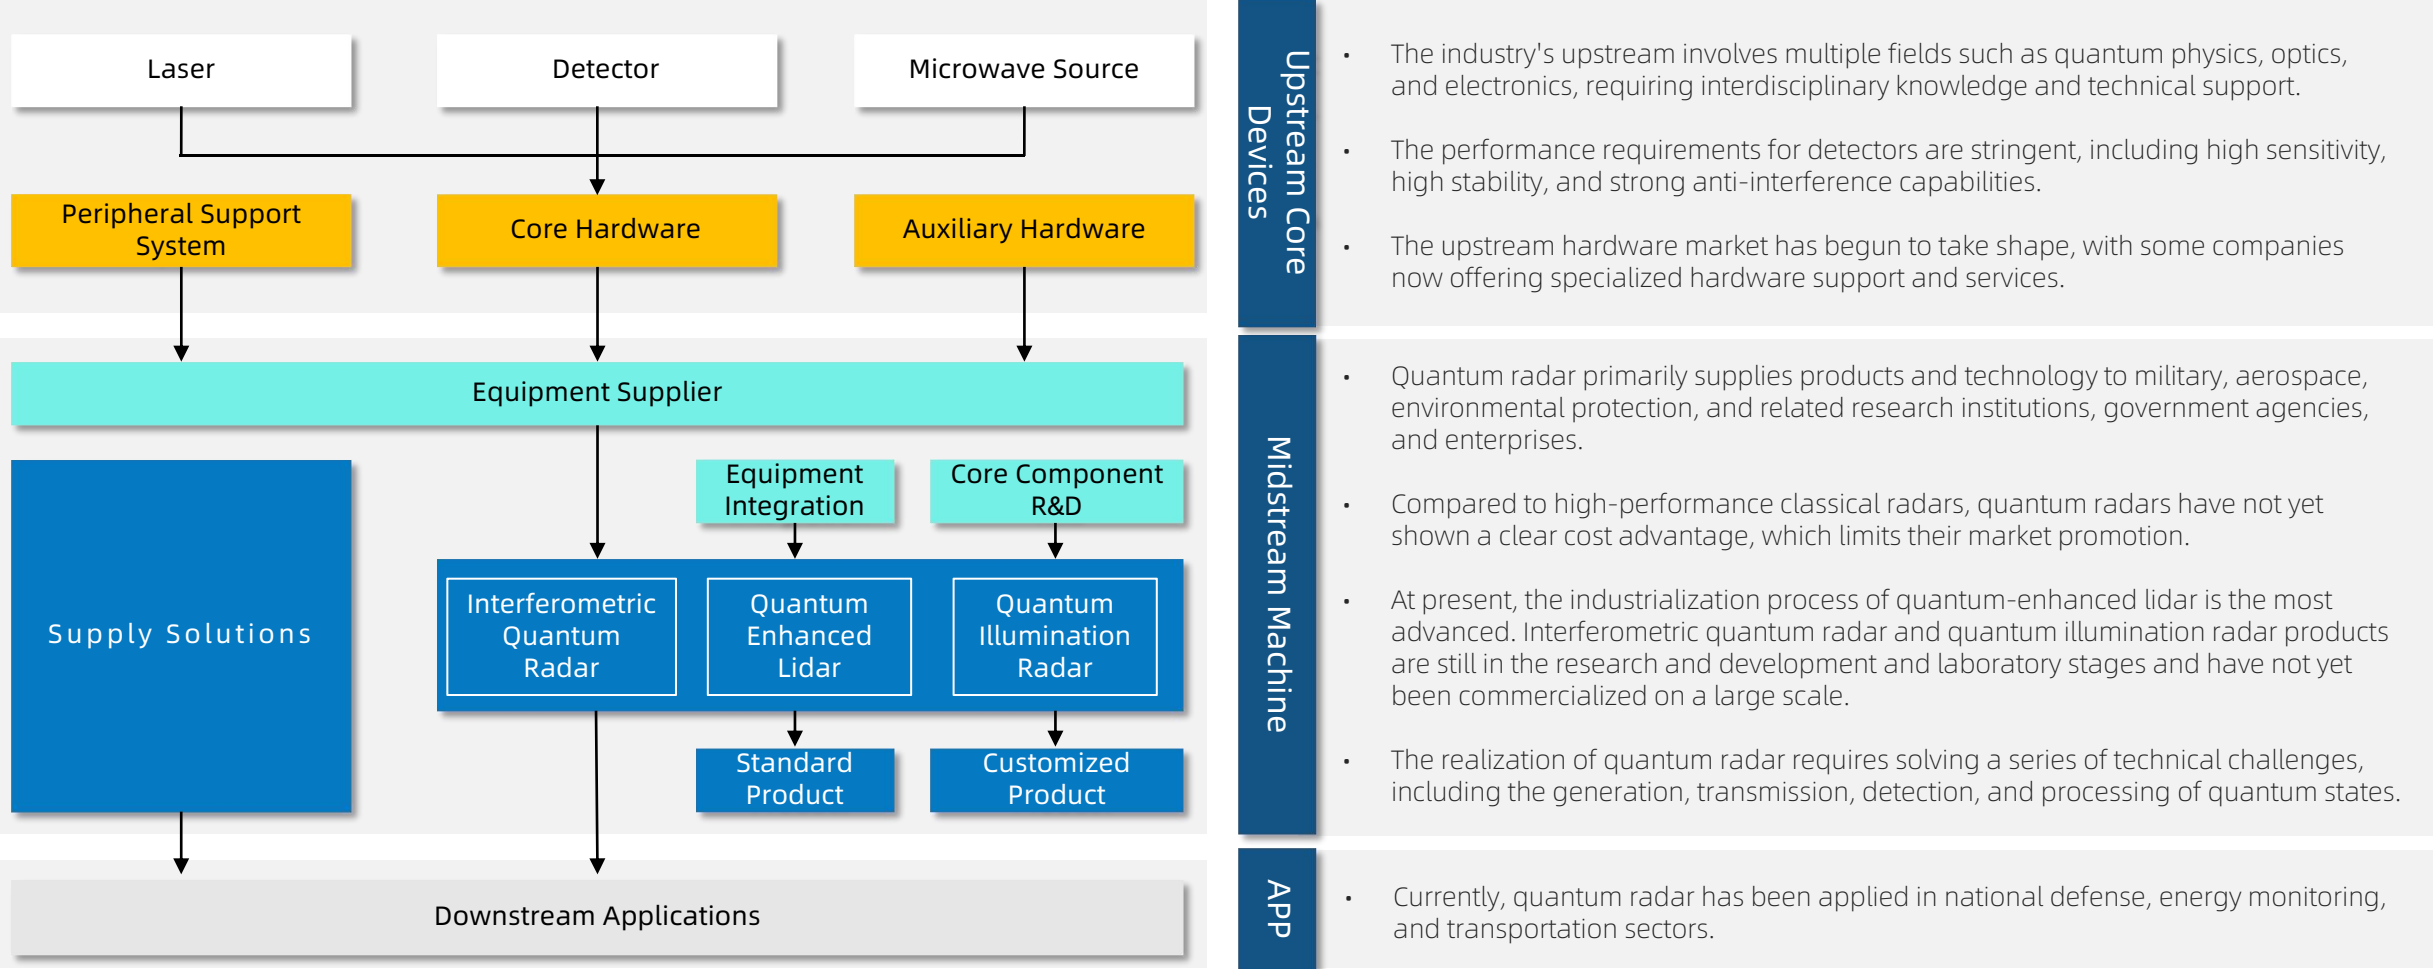 Laser
Detector
Microwave Source
Peripheral Support
System
Core Hardware
Auxiliary Hardware
Equipment Supplier
Supply Solutions
Equipment
Integration
Core Component
R&D
Interferometric
Quantum
Radar
Quantum
Enhanced
Lidar
Quantum
Illumination
Radar
Standard
Product
Customized
Product
Downstream Applications
Upstream Core
Devices
• The industry's upstream involves multiple fields such as quantum physics, optics,
and electronics, requiring interdisciplinary knowledge and technical support.
• The performance requirements for detectors are stringent, including high sensitivity,
high stability, and strong anti-interference capabilities.
• The upstream hardware market has begun to take shape, with some companies
now offering specialized hardware support and services.
Midstream Machine
• Quantum radar primarily supplies products and technology to military, aerospace,
environmental protection, and related research institutions, government agencies,
and enterprises.
• Compared to high-performance classical radars, quantum radars have not yet
shown a clear cost advantage, which limits their market promotion.
• At present, the industrialization process of quantum-enhanced lidar is the most
advanced. Interferometric quantum radar and quantum illumination radar products
are still in the research and development and laboratory stages and have not yet
been commercialized on a large scale.
• The realization of quantum radar requires solving a series of technical challenges,
including the generation, transmission, detection, and processing of quantum states.
APP
• Currently, quantum radar has been applied in national defense, energy monitoring,
and transportation sectors.